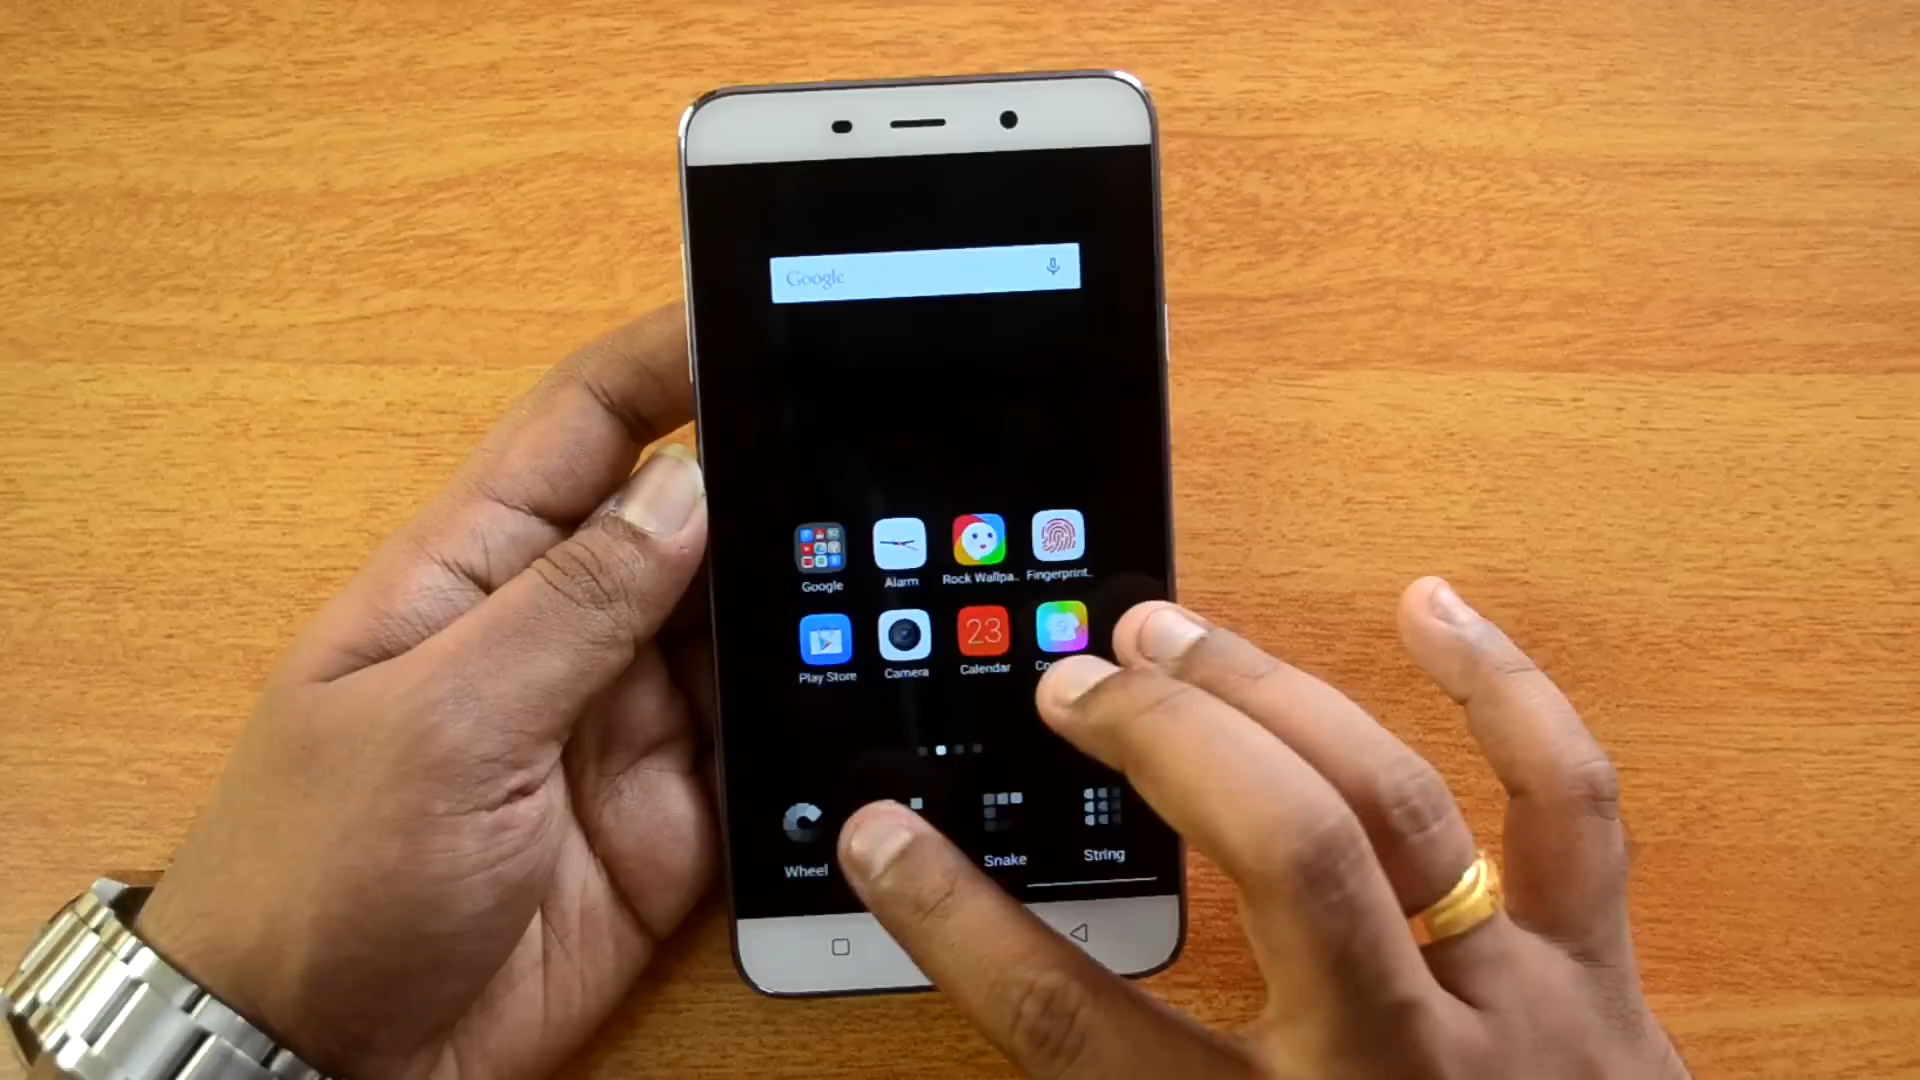 Google
Google Alarm Rock Wallpa.. Fingerprint..
23
Play Store Camera Calendar
Wheel Snake String